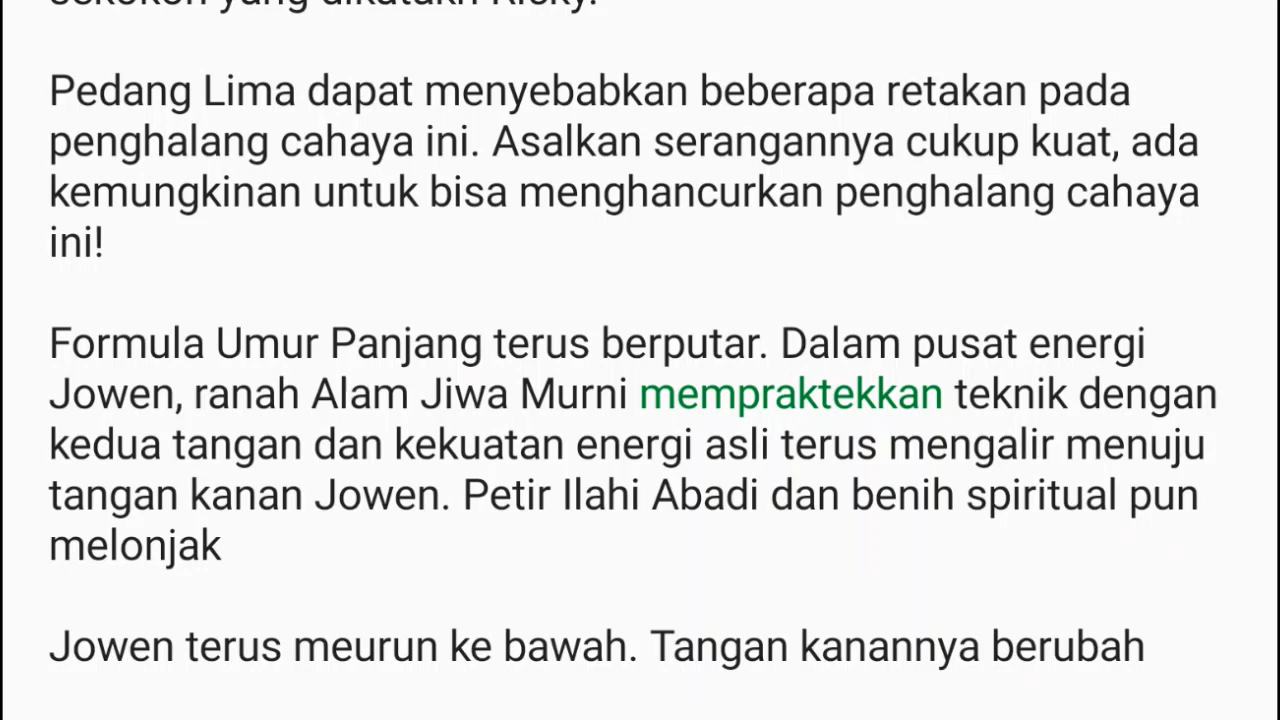 yang
Pedang Lima dapat menyebabkan beberapa retakan pada
penghalang cahaya ini. Asalkan serangannya cukup kuat, ada
kemungkinan untuk bisa menghancurkan penghalang cahaya
ini!
Formula Umur Panjang terus berputar. Dalam pusat energi
Jowen, ranah Alam Jiwa Murni mempraktekkan teknik dengan
kedua tangan dan kekuatan energi asli terus mengalir menuju
tangan kanan Jowen. Petir Ilahi Abadi dan benih spiritual pun
melonjak
Jowen terus meurun ke bawah. Tangan kanannya berubah